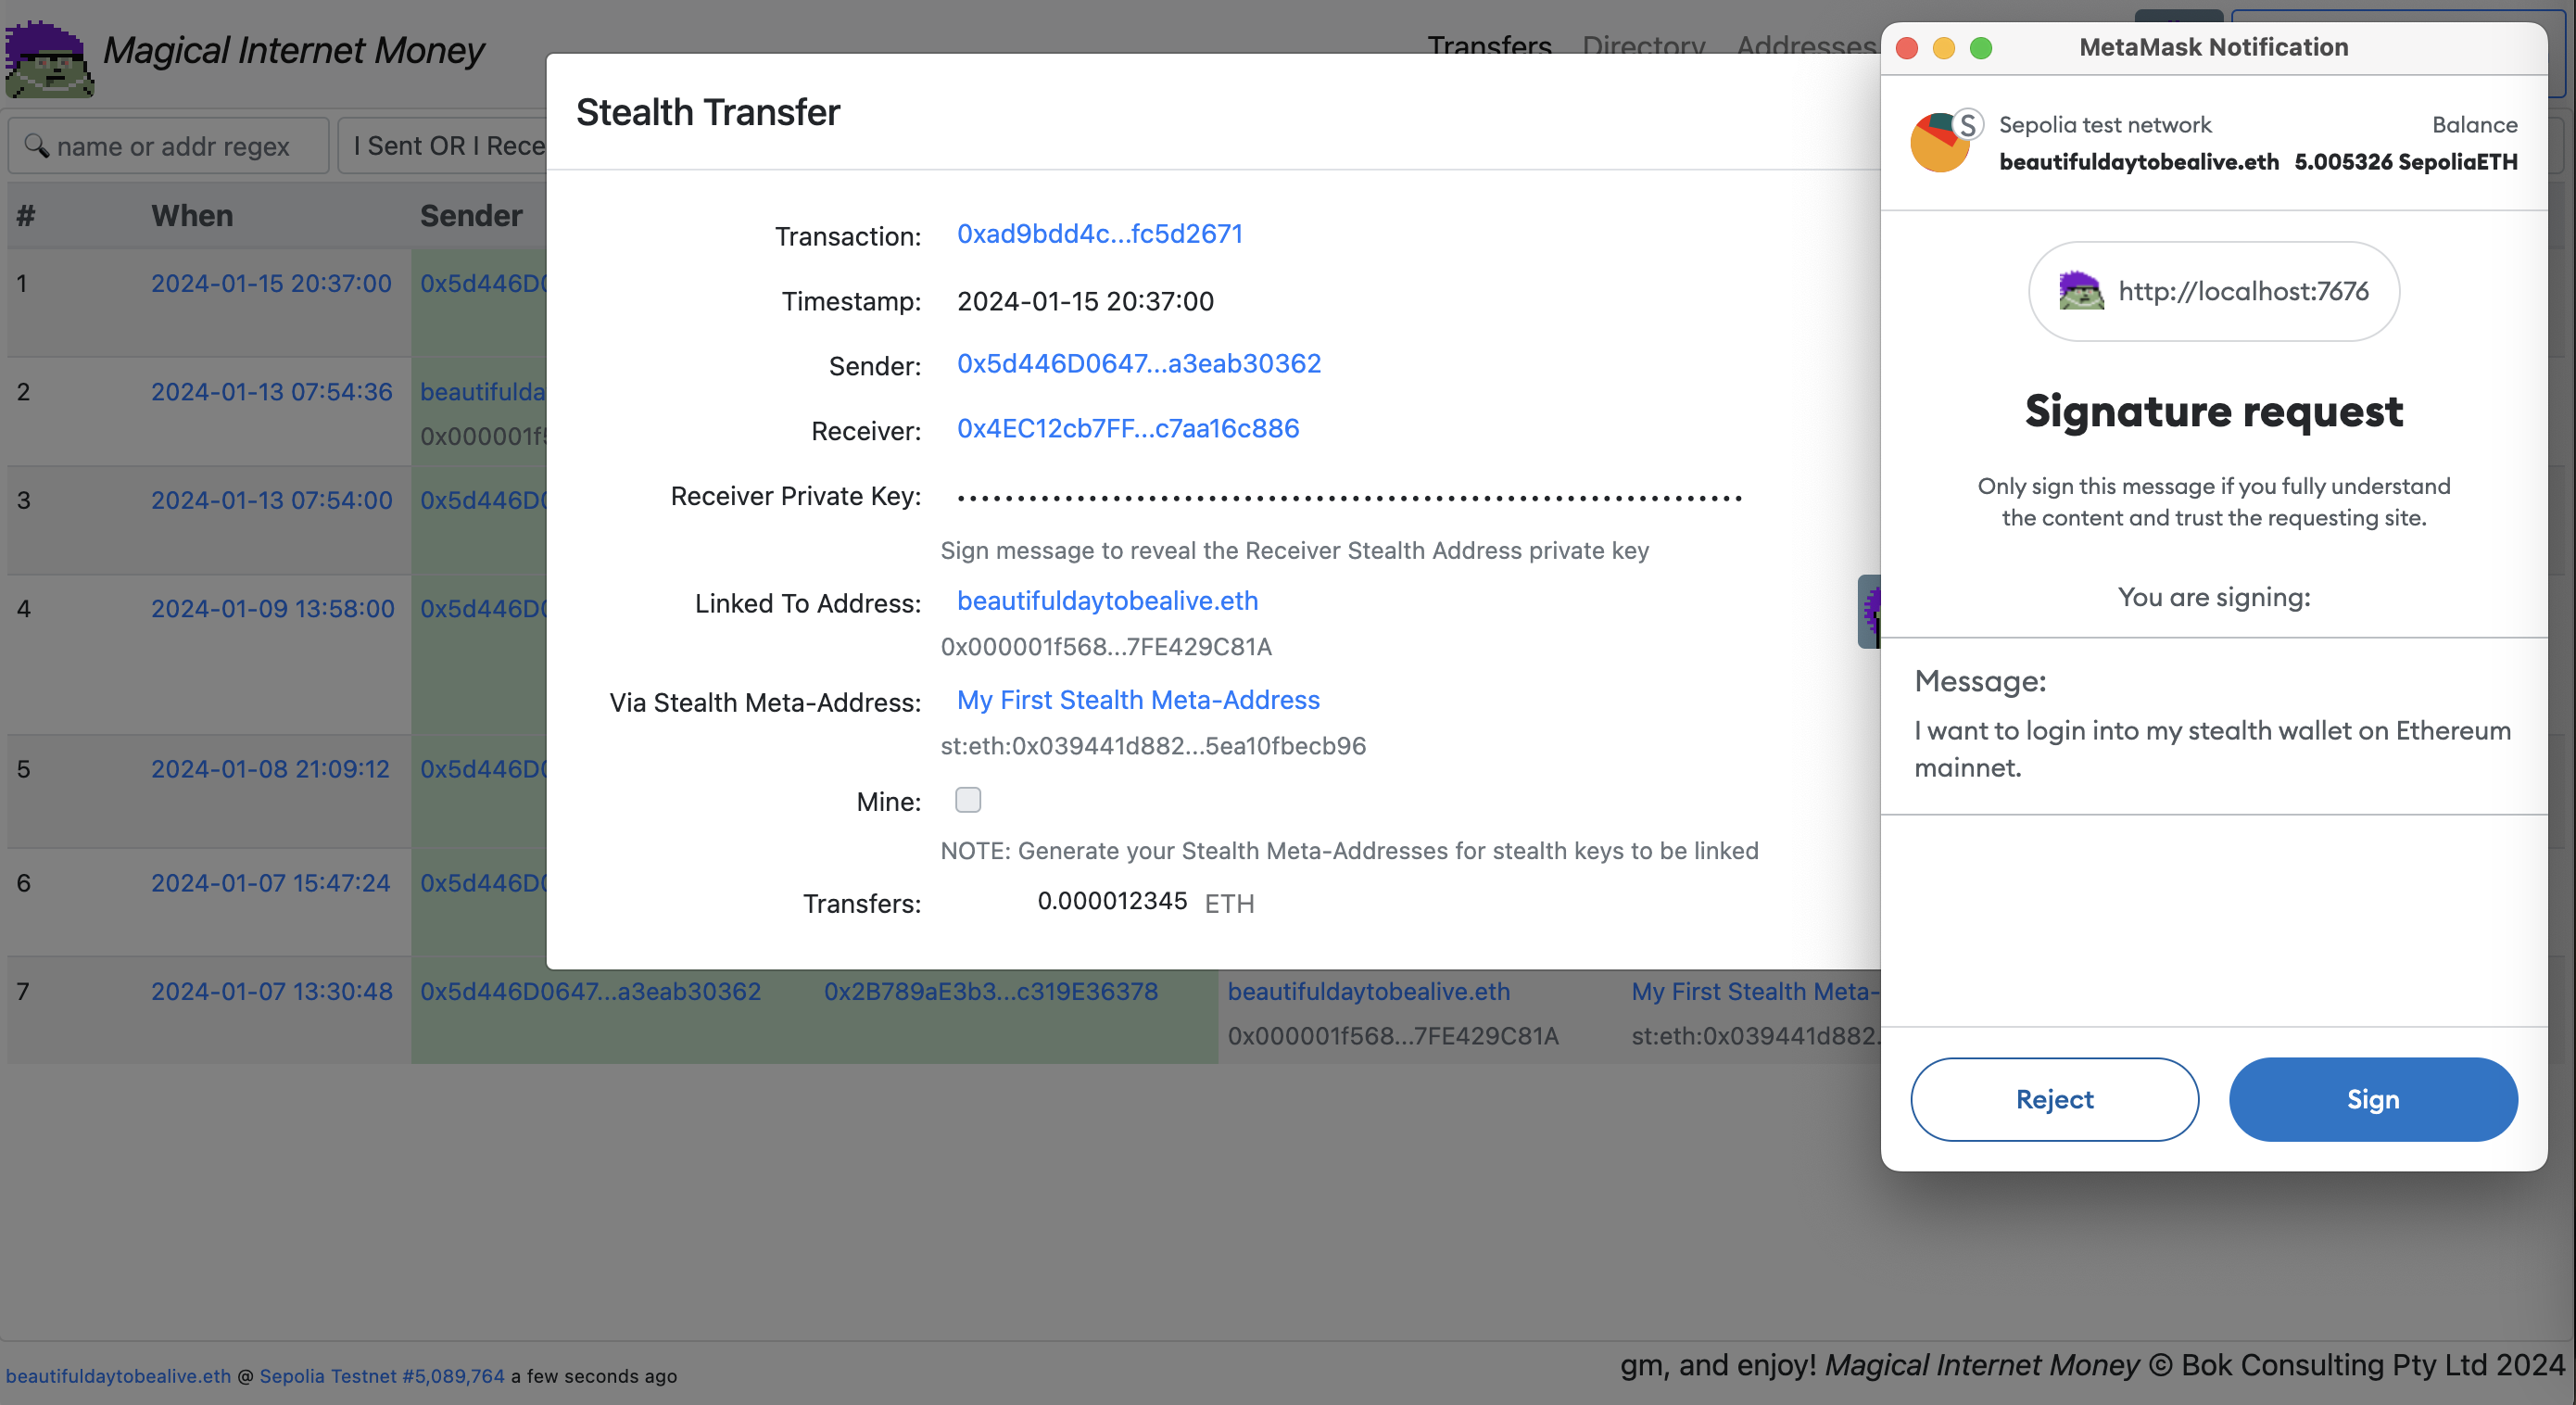 Magical Internet Money
Transfers Directory Addresses
name or addr regex
I Sent OR I Rece
# When Sender
1 2024-01-15 20:37:00 0x5d446D0
2 2024-01-13 07:54:36 beautifulda
0x000001f5
3 2024-01-13 07:54:00 0x5d446D0
4 2024-01-09 13:58:00 0x5d446D0
5 2024-01-08 21:09:12 0x5d446D0
6 2024-01-07 15:47:24 0x5d446D0
7 2024-01-07 13:30:48 0x5d446D0647...a3eab30362 0x2B789aE3b3...c319E36378 beautifuldaytobealive.eth My First Stealth Meta-
0x000001f568...7FE429C81A st:eth:0x039441d882.
Stealth Transfer
Transaction: 0xad9bdd4c...fc5d2671
Timestamp: 2024-01-15 20:37:00
Sender: 0x5d446D0647...a3eab30362
Receiver: 0x4EC12cb7FF...c7aa16c886
Receiver Private Key: ••••••••••••••••••••••••••••••••••••••••••••••••••••••••••••••••••
Sign message to reveal the Receiver Stealth Address private key
Linked To Address: beautifuldaytobealive.eth
0x000001f568...7FE429C81A
Via Stealth Meta-Address: My First Stealth Meta-Address
st:eth:0x039441d882...5ea10fbecb96
Mine:
NOTE: Generate your Stealth Meta-Addresses for stealth keys to be linked
Transfers: 0.000012345 ETH
MetaMask Notification
S
Sepolia test network Balance
beautifuldaytobealive.eth 5.005326 SepoliaETH
http://localhost:7676
Signature request
Only sign this message if you fully understand
the content and trust the requesting site.
You are signing:
Message:
I want to login into my stealth wallet on Ethereum
mainnet.
Reject Sign
beautifuldaytobealive.eth @ Sepolia Testnet #5,089,764 a few seconds ago
gm, and enjoy! Magical Internet Money © Bok Consulting Pty Ltd 2024